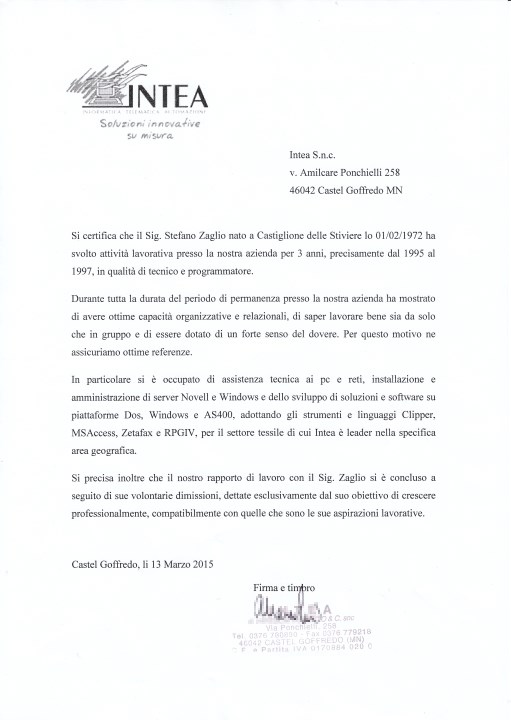 INTEA
INFORMATICA TELEMATICA AUTOMAZIONE
Soluzioni innovative
su misura
Intea S.n.c.
v. Amilcare Ponchielli 258
46042 Castel Goffredo MN
Si certifica che il Sig. Stefano Zaglio nato a Castiglione delle Stiviere lo 01/02/1972 ha
svolto attività lavorativa presso la nostra azienda per 3 anni, precisamente dal 1995 al
1997, in qualità di tecnico e programmatore.
Durante tutta la durata del periodo di permanenza presso la nostra azienda ha mostrato
di avere ottime capacità organizzative e relazionali, di saper lavorare bene sia da solo
che in gruppo e di essere dotato di un forte senso del dovere. Per questo motivo ne
assicuriamo ottime referenze.
In particolare si è occupato di assistenza tecnica ai pc e reti, installazione e
amministrazione di server Novell e Windows e dello sviluppo di soluzioni e software su
piattaforme Dos, Windows e AS400, adottando gli strumenti e linguaggi Clipper,
MSAccess, Zetafax e RPGIV, per il settore tessile di cui Intea è leader nella specifica
area geografica.
Si precisa inoltre che il nostro rapporto di lavoro con il Sig. Zaglio si è concluso a
seguito di sue volontarie dimissioni, dettate esclusivamente dal suo obiettivo di crescere
professionalmente, compatibilmente con quelle che sono le sue aspirazioni lavorative.
Castel Goffredo, li 13 Marzo 2015
Firma e timbro
& C. snc
Via Ponchielli, 258
Tel. 0376 - Fax 0376 779216
46042 CASTEL GOFFREDO (MN)
e Partita IVA